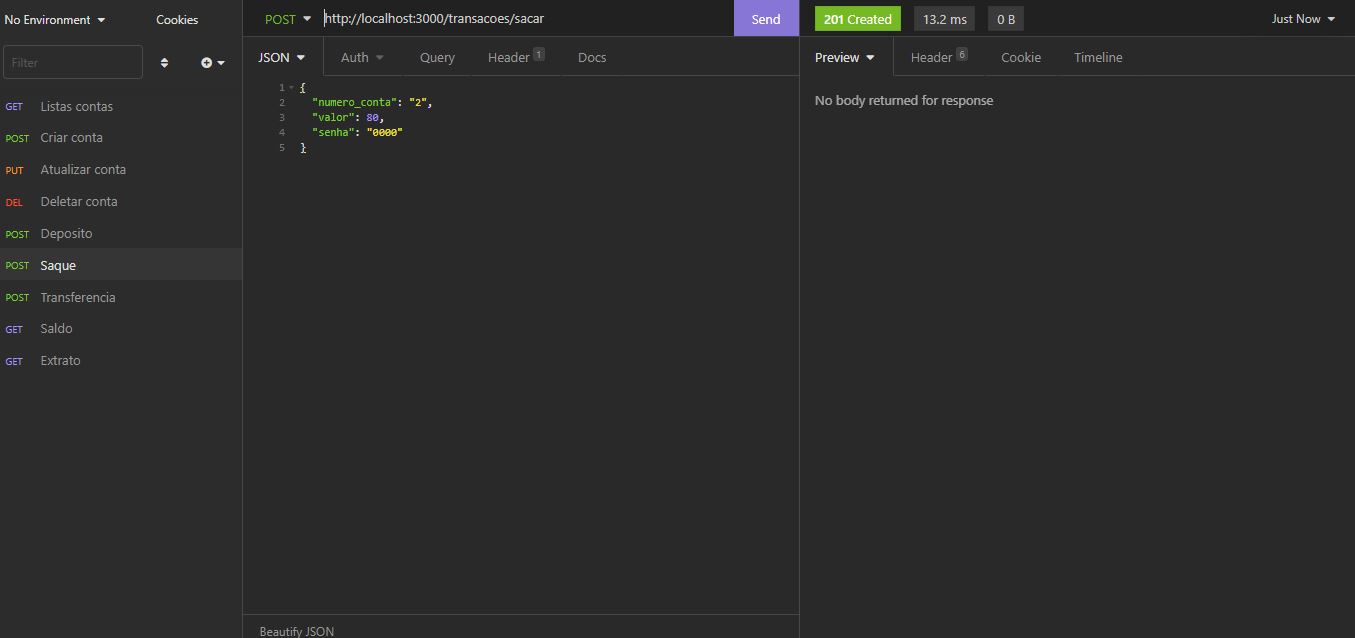 No Environment
Cookies
Filter
GET Listas contas
POST Criar conta
PUT Atualizar conta
DEL Deletar conta
POST Deposito
POST Saque
POST Transferencia
GET Saldo
GET Extrato
POST http://localhost:3000/transacoes/sacar Send
JSON Auth Query Header 1 Docs
1 {
2 "numero_conta": "2",
3 "valor": 80,
4 "senha": "0000"
5 }
Beautify JSON
201 Created 13.2 ms 0 B Just Now
Preview Header 6 Cookie Timeline
No body returned for response